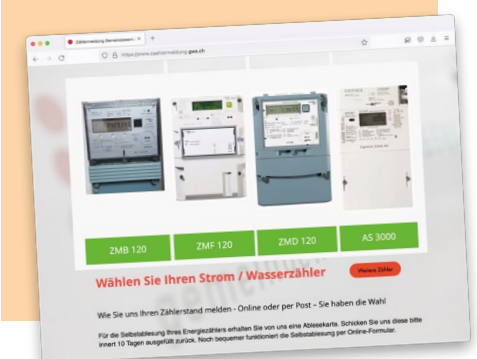 Zählermeldung Gemeindewerke
https://www.zaehlermeldung.gws.ch
ZMB 120
ZMF 120
ZMD 120
AS 3000
Wählen Sie Ihren Strom / Wasserzähler
Weitere Zähler
Wie Sie uns Ihren Zählerstand melden - Online oder per Post – Sie haben die Wahl
Für die Selbstablesung Ihres Energiezählers erhalten Sie von uns eine Ablesekarte. Schicken Sie uns diese bitte
innert 10 Tagen ausgefüllt zurück. Noch bequemer funktioniert die Selbstablesung per Online-Formular.